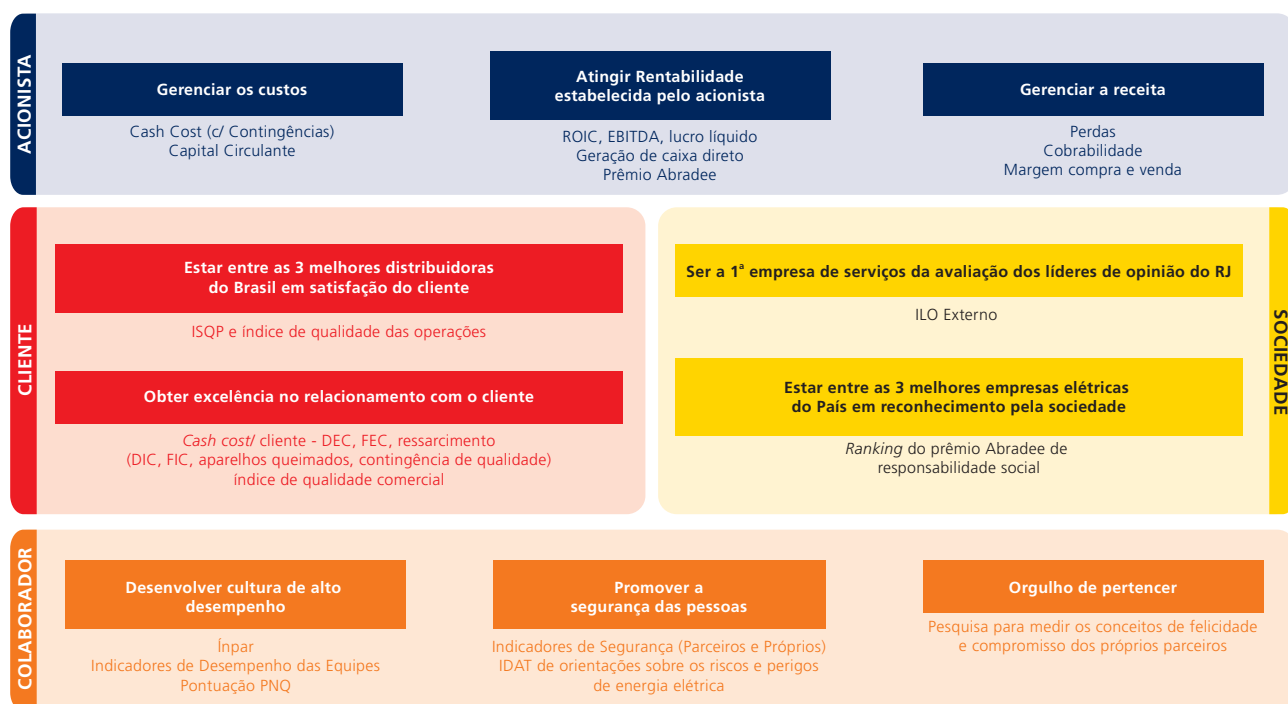 ACIONISTA
Gerenciar os custos
Cash Cost (c/ Contingências)
Capital Circulante
Atingir Rentabilidade
estabelecida pelo acionista
ROIC, EBITDA, lucro líquido
Geração de caixa direto
Prêmio Abradee
Gerenciar a receita
Perdas
Cobrabilidade
Margem compra e venda
CLIENTE
Estar entre as 3 melhores distribuidoras
do Brasil em satisfação do cliente
ISQP e índice de qualidade das operações
Obter excelência no relacionamento com o cliente
Cash cost/ cliente - DEC, FEC, ressarcimento
(DIC, FIC, aparelhos queimados, contingência de qualidade)
índice de qualidade comercial
SOCIEDADE
Ser a 1ª empresa de serviços da avaliação dos líderes de opinião do RJ
ILO Externo
Estar entre as 3 melhores empresas elétricas
do País em reconhecimento pela sociedade
Ranking do prêmio Abradee de
responsabilidade social
COLABORADOR
Desenvolver cultura de alto
desempenho
Ínpar
Indicadores de Desempenho das Equipes
Pontuação PNQ
Promover a
segurança das pessoas
Indicadores de Segurança (Parceiros e Próprios)
IDAT de orientações sobre os riscos e perigos
de energia elétrica
Orgulho de pertencer
Pesquisa para medir os conceitos de felicidade
e compromisso dos próprios parceiros